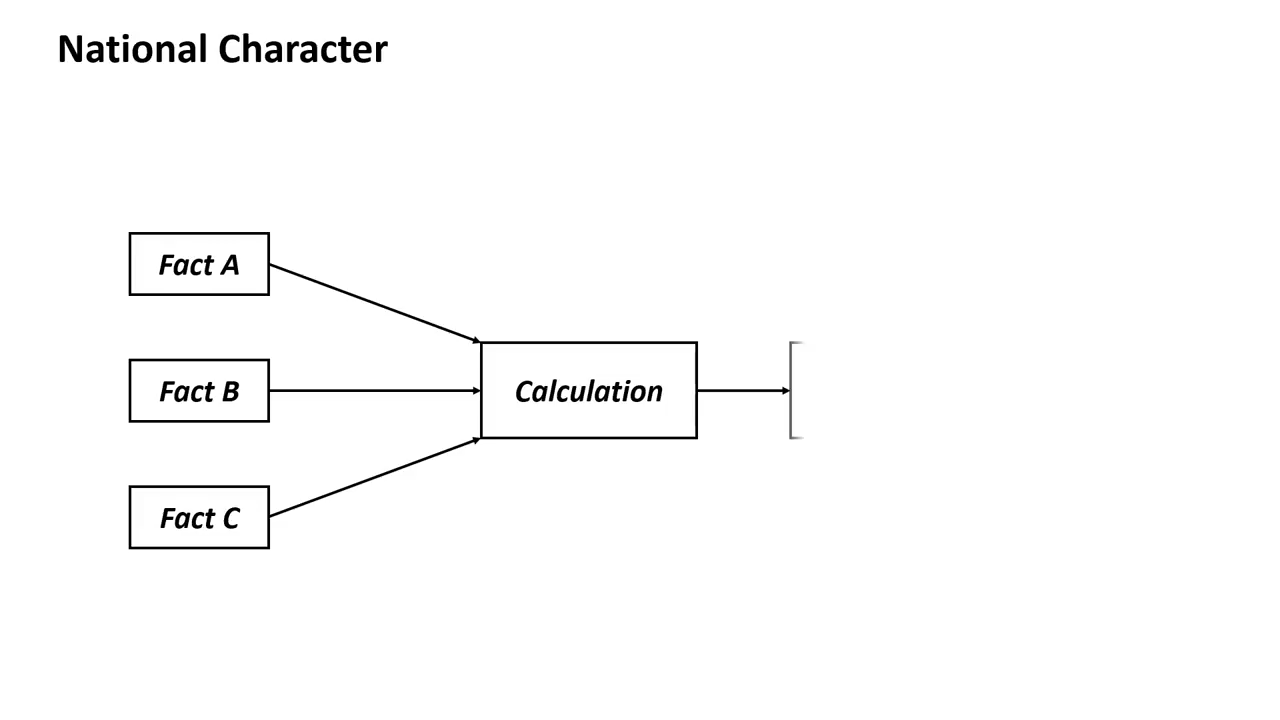 National Character
Fact A
Fact B
Calculation
Fact C